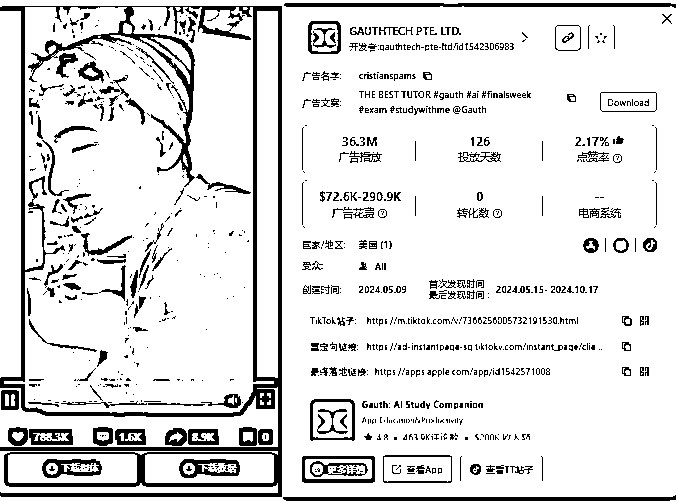 GAUTHTECH PTE. LTD.
开发者:gauthtech-pte-ltd/id1542306983
广告名字: cristianspams
广告文案: THE BEST TUTOR #gauth #ai #finalsweek
#exam #studywithme @Gauth
Download
36.3M 126 2.17%
广告播放 投放天数 点赞率
$72.6K-290.9K 0 --
广告花费 转化数 电商系统
国家/地区: 美国 (1)
受众: All
创建时间: 2024.05.09 首次发现时间
最后发现时间: 2024.05.15- 2024.10.17
TikTok帖子: https://m.tiktok.com/v/7366256005732191530.html
重定向链接: https://ad-instantpage-sg.tiktokv.com/instant_page/clie...
最终落地链接: https://apps.apple.com/app/id1542571008
Gauth: AI Study Companion
App·Education/Productivity
4.8 • 463.9K评论数 •
788.3K 1.6K 8.9K 0
下载媒体 下载数据
更多详情 查看App 查看TT帖子